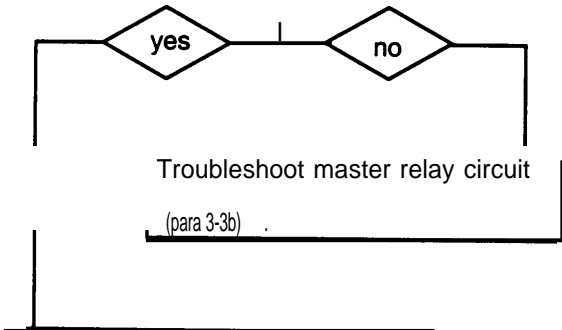 yes
no
Troubleshoot master relay circuit
(para 3-3b) .